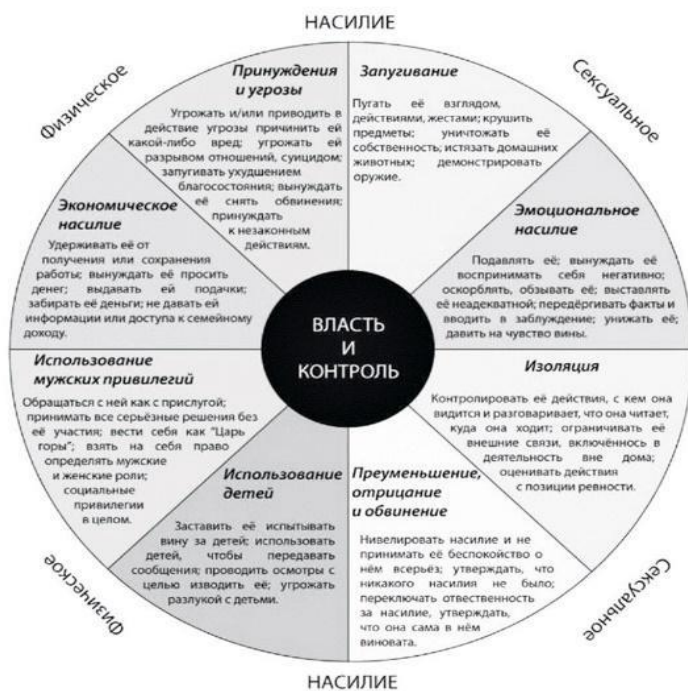 НАСИЛИЕ
Физическое
Сексуальное
Принуждения
и угрозы
Угрожать и/или приводить в
действие угрозы причинить ей
какой-либо вред; угрожать ей
разрывом отношений, суицидом;
запугивать ухудшением
благосостояния; вынуждать
её снять обвинения;
принуждать
к незаконным
действиям.
Запугивание
Пугать её взглядом,
действиями, жестами; крушить
предметы; уничтожать её
собственность; истязать домашних
животных; демонстрировать
оружие.
Экономическое
насилие
Удерживать её от
получения или сохранения
работы; вынуждать её просить
денег; выдавать ей подачки;
забирать её деньги; не давать ей
информации или доступа к семейному
доходу.
Эмоциональное
насилие
Подавлять её; вынуждать её
воспринимать себя негативно;
оскорблять, обзывать её; выставлять
её неадекватной; передёргивать факты и
вводить в заблуждение; унижать её;
давить на чувство вины.
ВЛАСТЬ
И
КОНТРОЛЬ
Использование
мужских привилегий
Обращаться с ней как с прислугой;
принимать все серьёзные решения без
её участия; вести себя как "Царь
горы"; взять на себя право
определять мужские
и женские роли;
социальные
привилегии
в целом.
Изоляция
Контролировать её действия, с кем она
видится и разговаривает, что она читает,
куда она ходит; ограничивать её
внешние связи, включённось в
деятельность вне дома;
оценивать действия
с позиции ревности.
Использование
детей
Заставить её испытывать
вину за детей; использовать
детей, чтобы передавать
сообщения; проводить осмотры с
целью изводить её; угрожать
разлукой с детьми.
Преуменьшение,
отрицание
и обвинение
Нивелировать насилие и не
принимать её беспокойство о
нём всерьёз; утверждать, что
никакого насилия не было;
переключать отвественность
за насилие, утверждать,
что она сама в нём
виновата.
Физическое
Сексуальное
НАСИЛИЕ